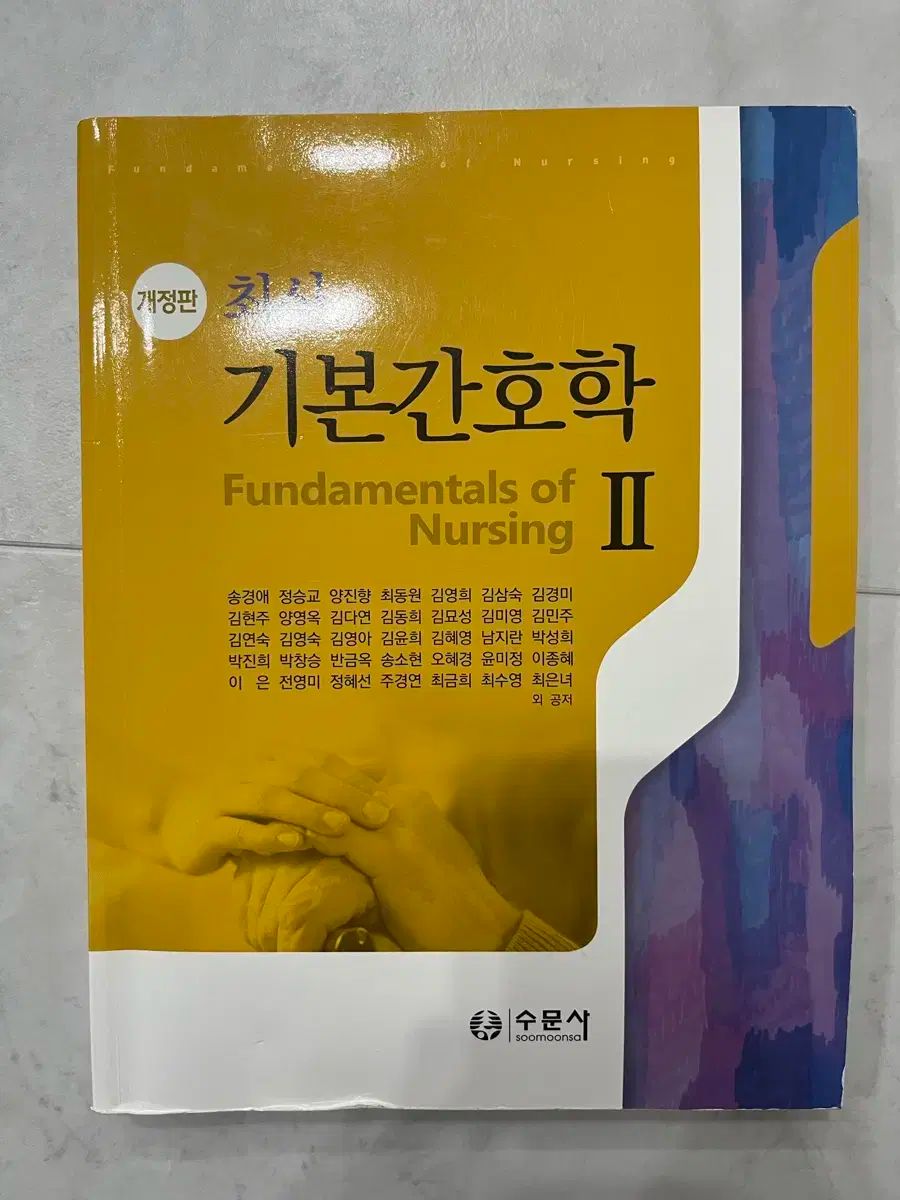 Fundamentals of Nursing
개정판 최신
기본간호학
Fundamentals of
Nursing II
송경애 정승교 양진향 최동원 김영희 김삼숙 김경미
김현주 양영옥 김다연 김동희 김묘성 김미영 김민주
김연숙 김영숙 김영아 김윤희 김혜영 남지란 박성희
박진희 박창승 반금옥 송소현 오혜경 윤미정 이종혜
이 은 전영미 정혜선 주경연 최금희 최수영 최은녀
외 공저
수문사
soomoonsa